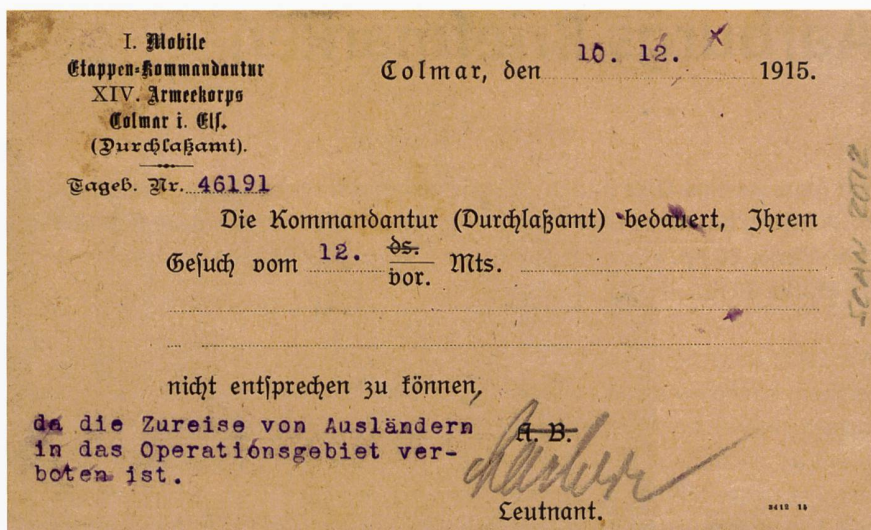 I. Mobile
Etappen-Kommandantur
XIV. Armeekorps
Colmar i. Els.
(Durchlaßamt).
Tageb. Nr. 46191
Colmar, den 10. 12. 1915.
Die Kommandantur (Durchlaßamt) bedauert, Ihrem
Gesuch vom 12. ds. vor. Mts.
nicht entsprechen zu können,
da die Zureise von Ausländern
in das Operationsgebiet ver-
boten ist.
A. B.
Leutnant.
SCAN 2012